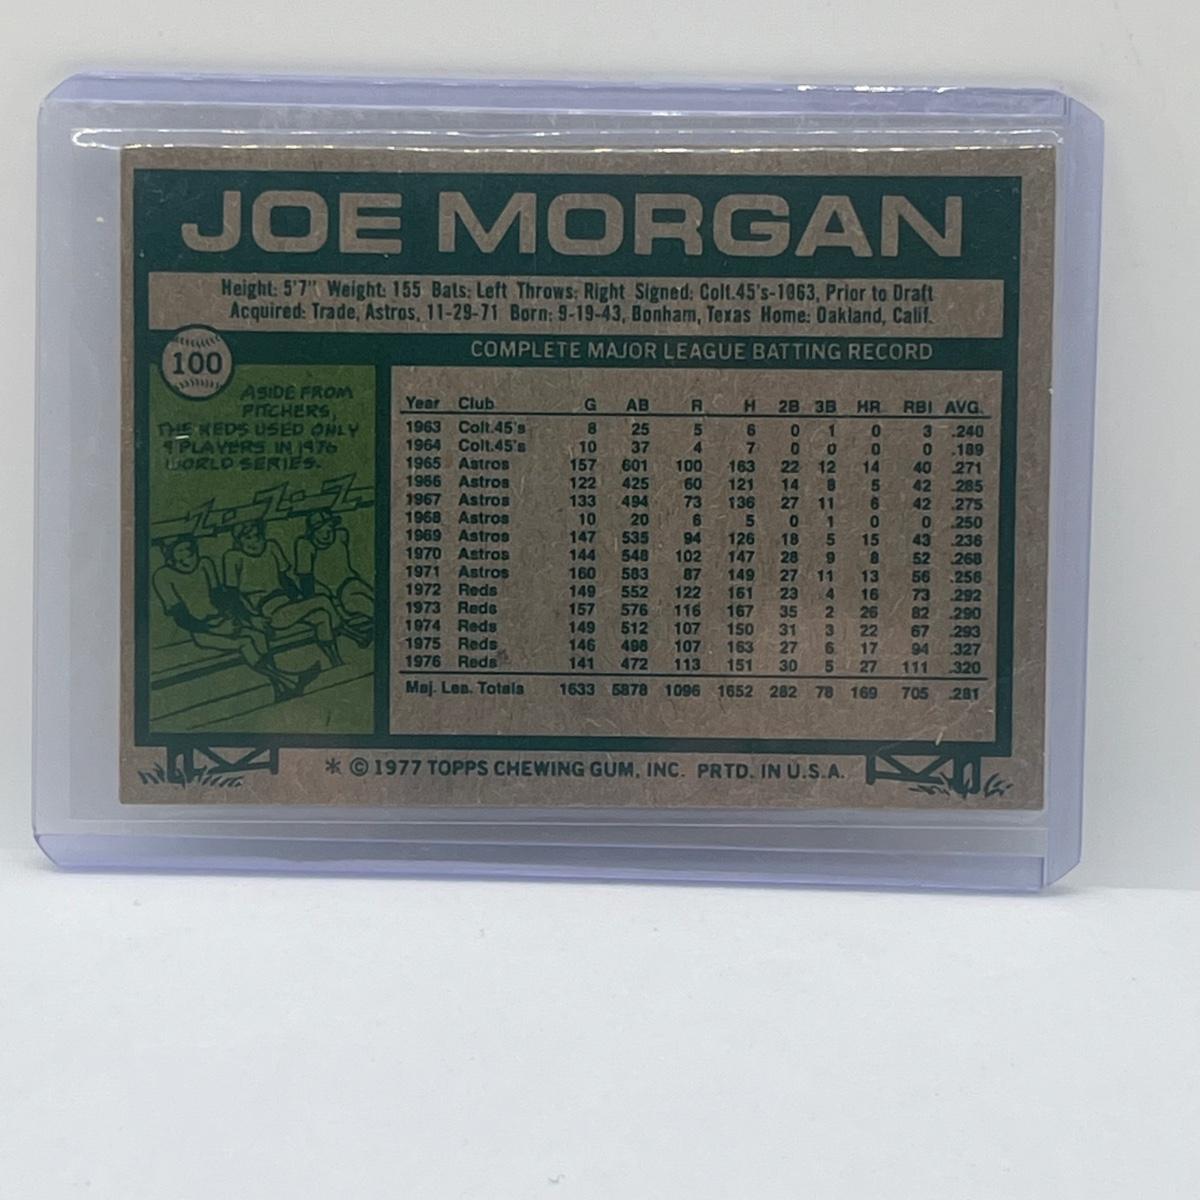 JOE MORGAN
Height: 5'7" Weight: 155 Bats: Left Throws: Right Signed: Colt.45's-1963, Prior to Draft
Acquired: Trade, Astros, 11-29-71 Born: 9-19-43, Bonham, Texas Home: Oakland, Calif.
100
COMPLETE MAJOR LEAGUE BATTING RECORD
ASIDE FROM
PITCHERS,
THE REDS USED ONLY
9 PLAYERS IN 1976
WORLD SERIES.
Z-Z-Z
Year Club G AB R H 2B 3B HR RBI AVG.
1963 Colt.45's 8 25 5 6 0 1 0 3 .240
1964 Colt.45's 10 37 4 7 0 0 0 0 .189
1965 Astros 157 601 100 163 22 12 14 40 .271
1966 Astros 122 425 60 121 14 8 5 42 .285
1967 Astros 133 494 73 136 27 11 6 42 .275
1968 Astros 10 20 6 5 0 1 0 0 .250
1969 Astros 147 535 94 126 18 5 15 43 .236
1970 Astros 144 548 102 147 28 9 8 52 .268
1971 Astros 160 583 87 149 27 11 13 56 .256
1972 Reds 149 552 122 161 23 4 16 73 .292
1973 Reds 157 576 116 167 35 2 26 82 .290
1974 Reds 149 512 107 150 31 3 22 67 .293
1975 Reds 146 498 107 163 27 6 17 94 .327
1976 Reds 141 472 113 151 30 5 27 111 .320
Maj. Lea. Totals 1633 5878 1096 1652 282 78 169 705 .281
* © 1977 TOPPS CHEWING GUM, INC. PRTD. IN U.S.A.